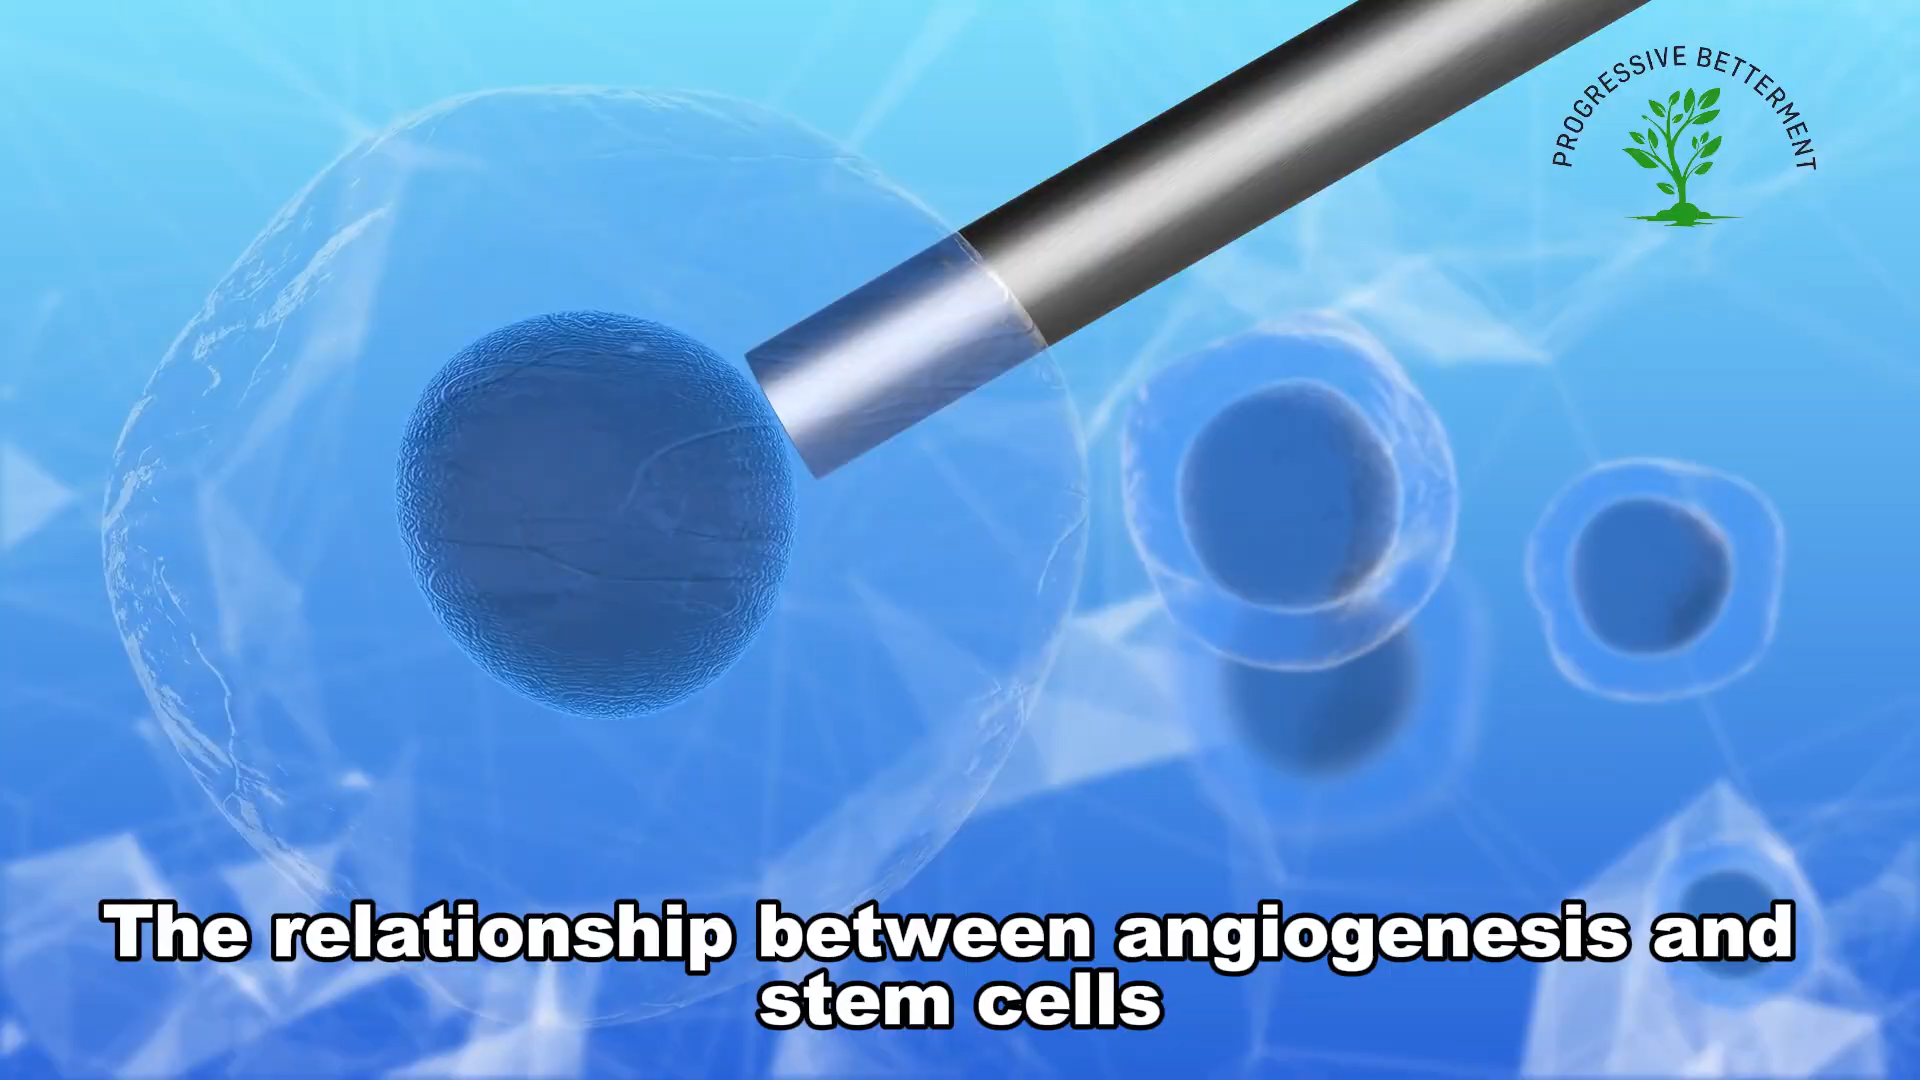 PROGRESSIVE BETTERMENT
The relationship between angiogenesis and
stem cells